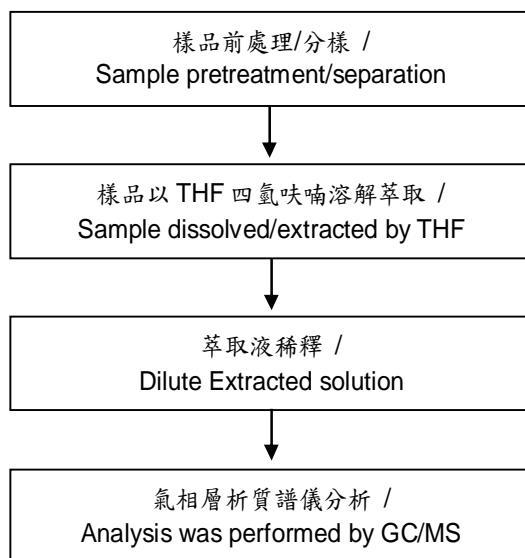 樣品前處理/分樣 /
Sample pretreatment/separation
樣品以 THF 四氫呋喃溶解萃取 /
Sample dissolved/extracted by THF
萃取液稀釋 /
Dilute Extracted solution
氣相層析質譜儀分析 /
Analysis was performed by GC/MS